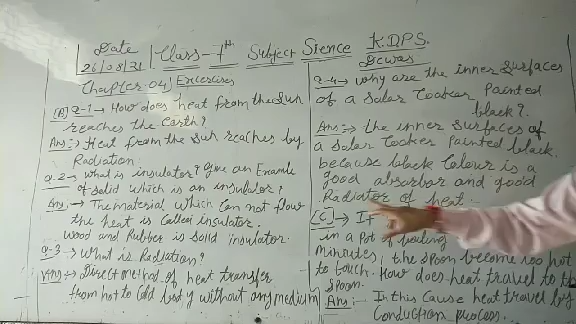 Date
26/08/21
Class-7th Subject Sience K.D.P.S.
Dewas
Chapter-04 Excercises
(B) Q-1→ How does heat from the sun
reaches the earth?
Ans:→ Heat from the sun reaches by
Radiation.
Q-2→ what is insulator? Give an Example
of solid which is an insulator?
Ans.→ The material which can not flow
the heat is called insulator.
wood and Rubber is solid insulator.
Q-3→ What is Radiation?
Ans:→ Direct method of heat transfer
from hot to cold body without any medium
Q-4→ why are the inner surfaces
of a Solar Cooker Painted
black?
Ans:→ the inner surfaces of
a Solar Cooker Painted black.
because black Colour is a
good absorbar and good
Radiator of heat.
[C]→ If
in a Pot of
minutes, the spoon become too hot
to touch. How does heat travel to the
spoon.
Ans:- In this Cause heat travel by
Conduction process.